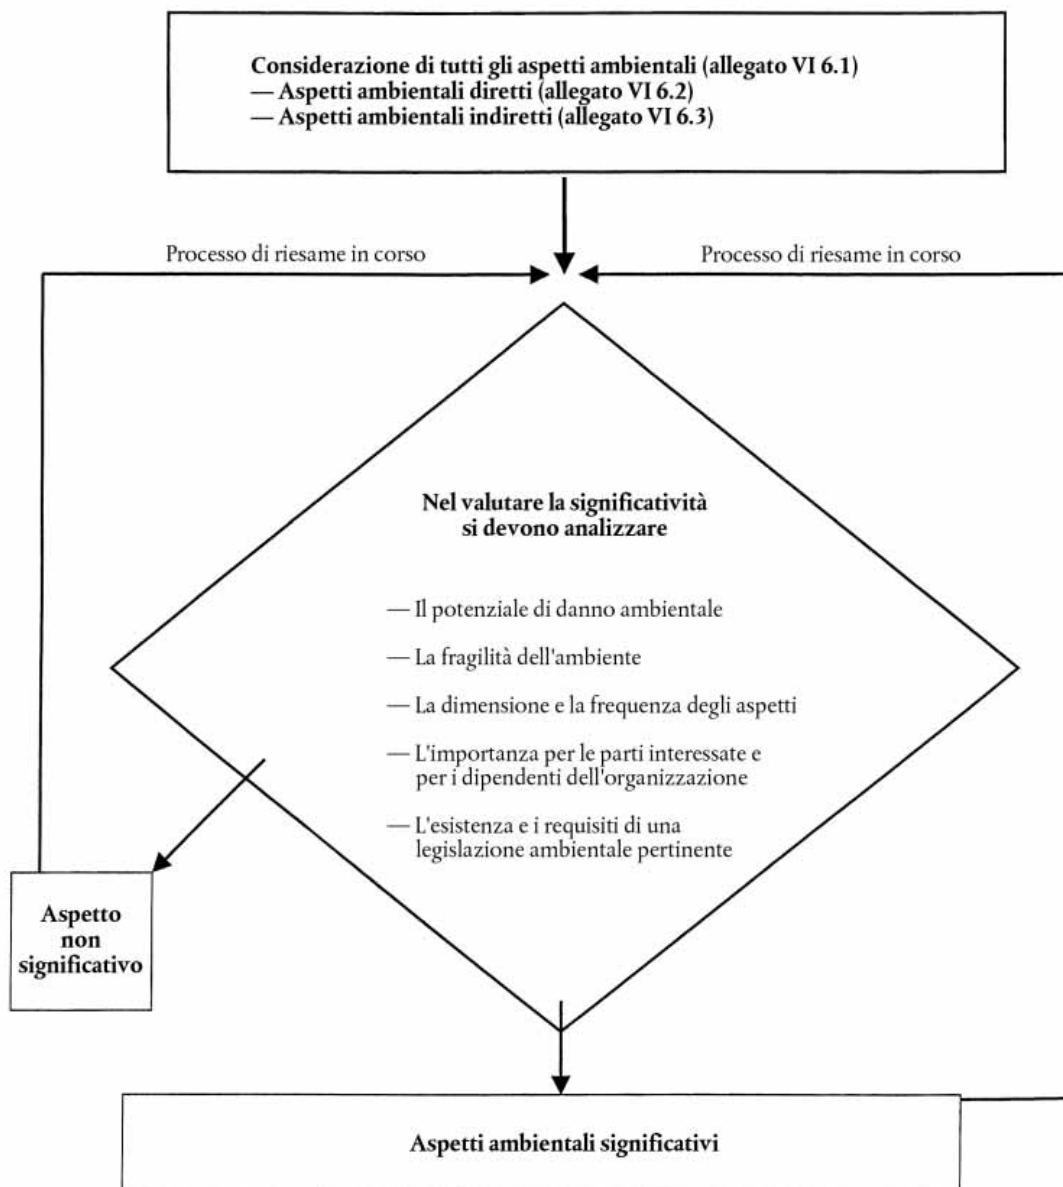 Considerazione di tutti gli aspetti ambientali (allegato VI 6.1)
— Aspetti ambientali diretti (allegato VI 6.2)
— Aspetti ambientali indiretti (allegato VI 6.3)
Processo di riesame in corso
Processo di riesame in corso
Nel valutare la significatività
si devono analizzare
— Il potenziale di danno ambientale
— La fragilità dell'ambiente
— La dimensione e la frequenza degli aspetti
— L'importanza per le parti interessate e
per i dipendenti dell'organizzazione
— L'esistenza e i requisiti di una
legislazione ambientale pertinente
Aspetto
non
significativo
Aspetti ambientali significativi